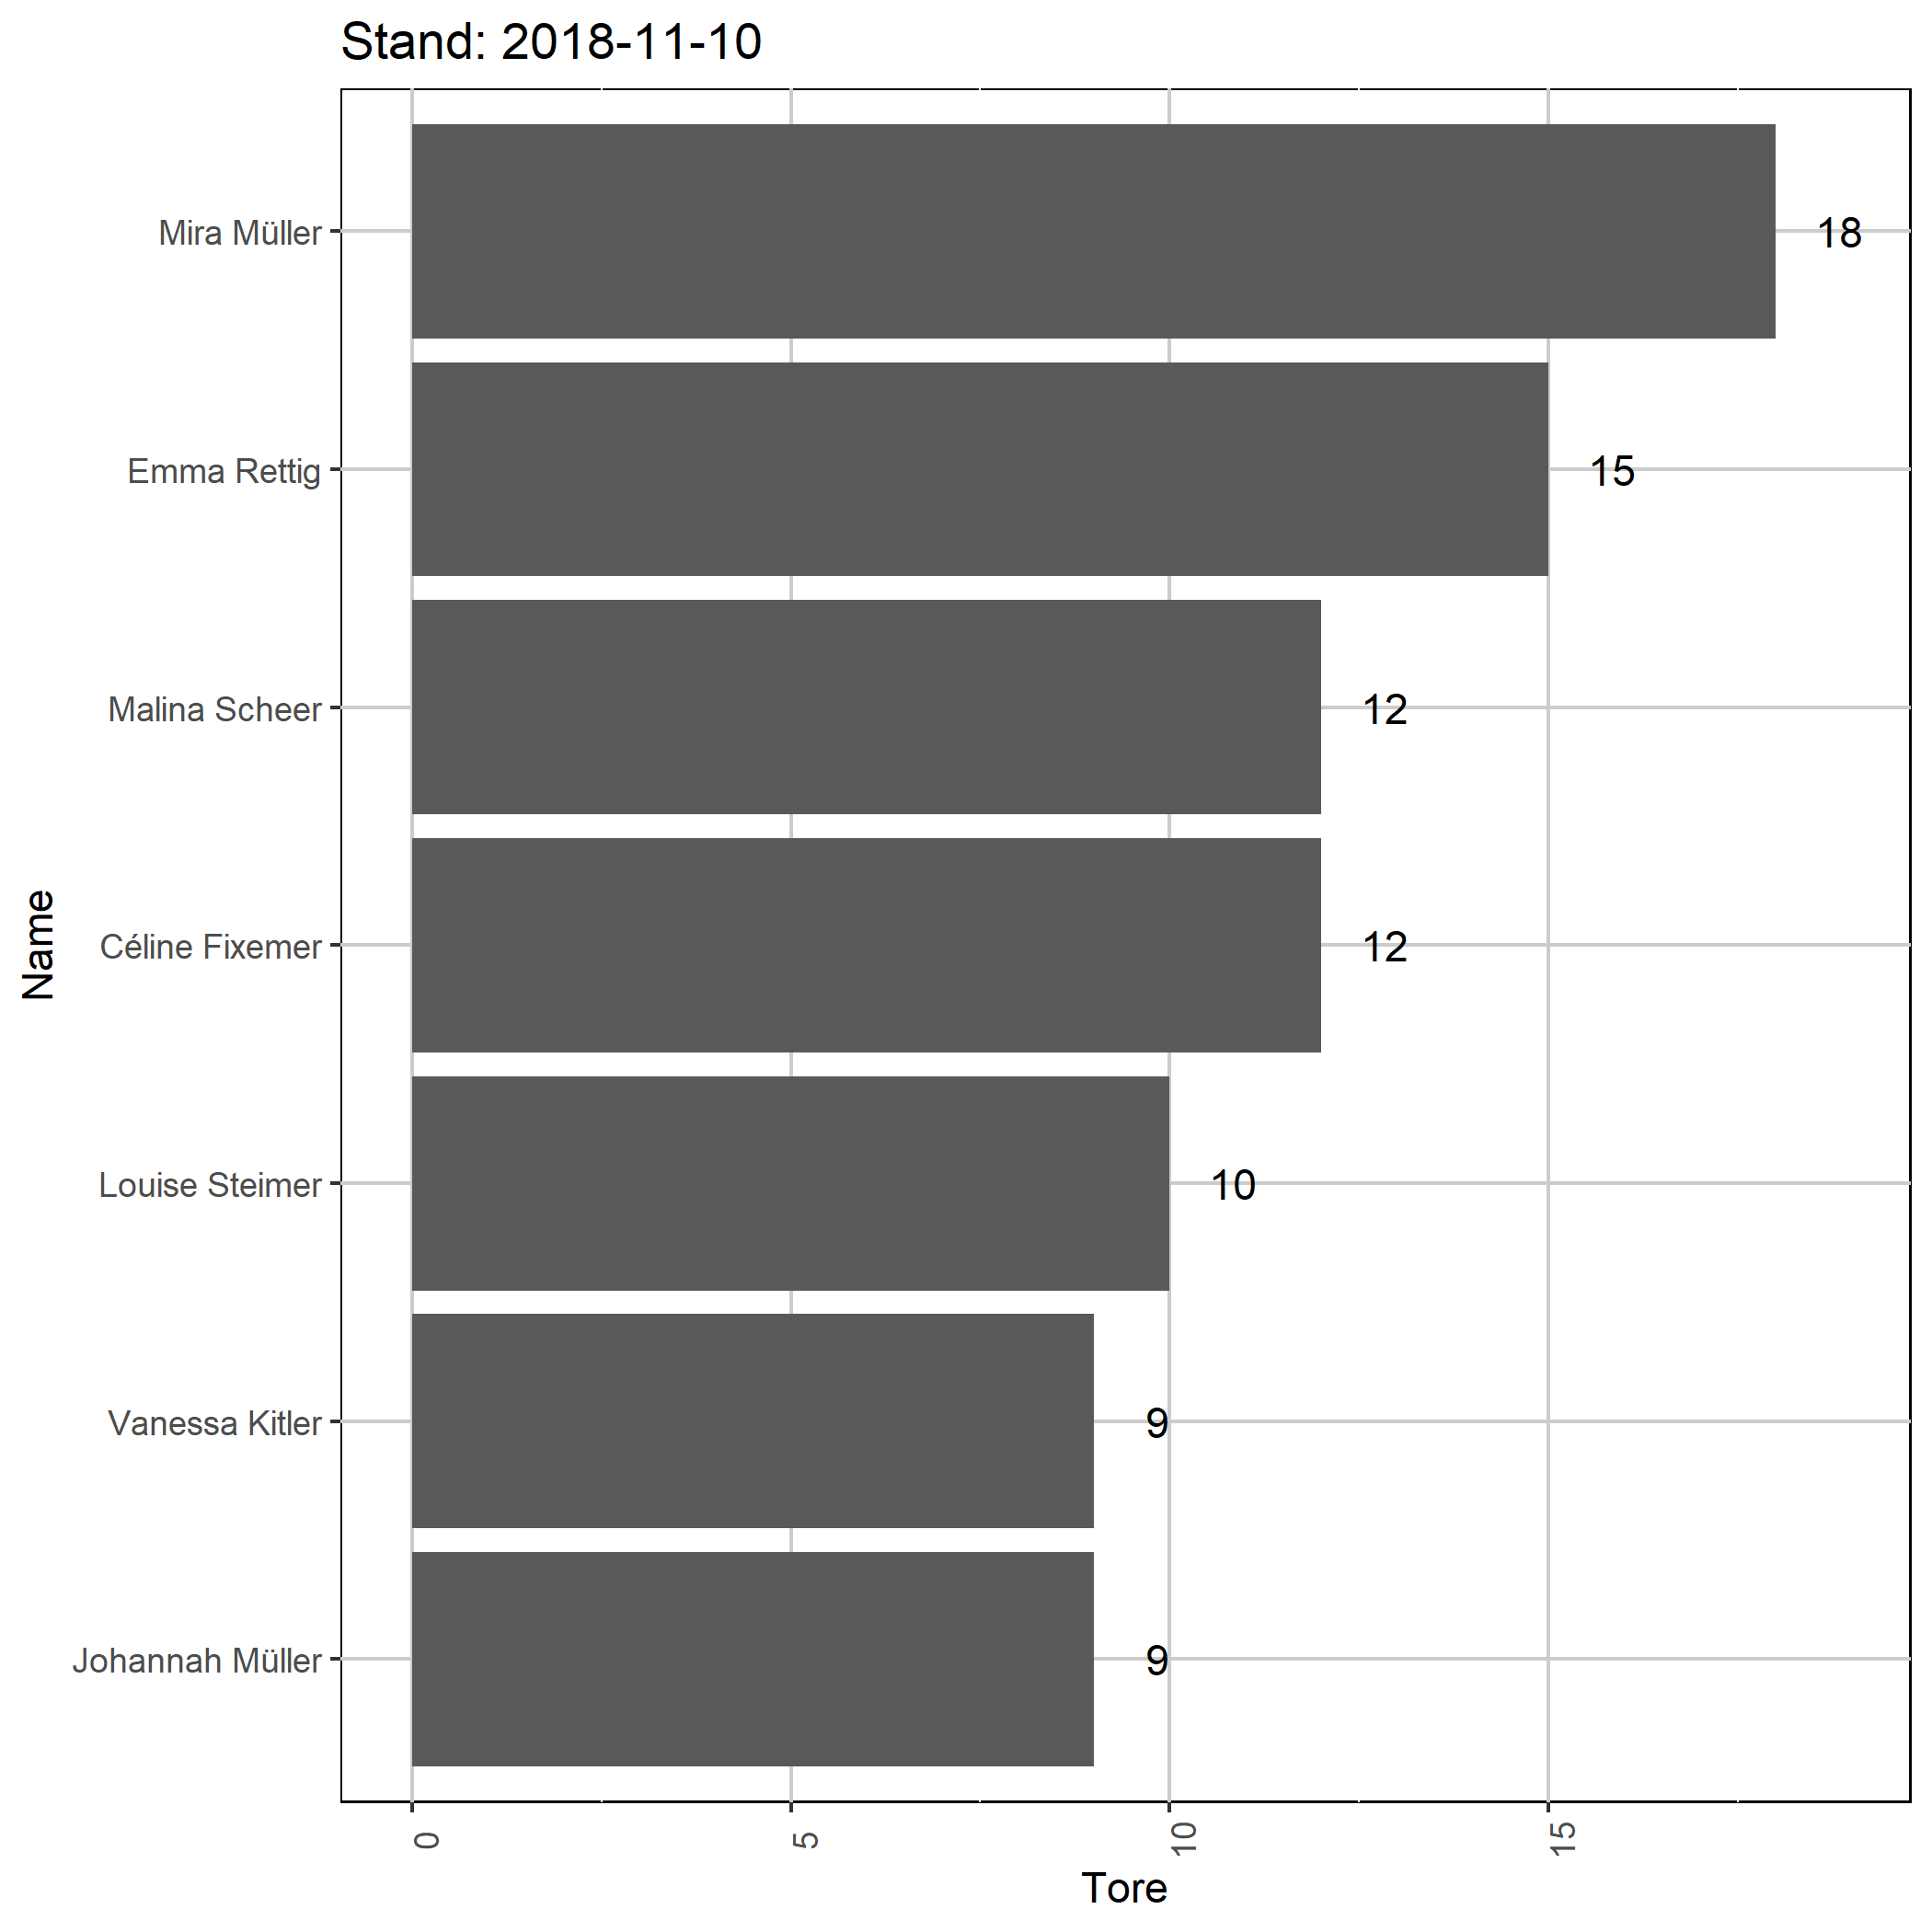 Stand: 2018-11-10
Mira Müller 18
Emma Rettig 15
Malina Scheer 12
Céline Fixemer 12
Louise Steimer 10
Vanessa Kitler 9
Johannah Müller 9
Name
0 5 10 15
Tore